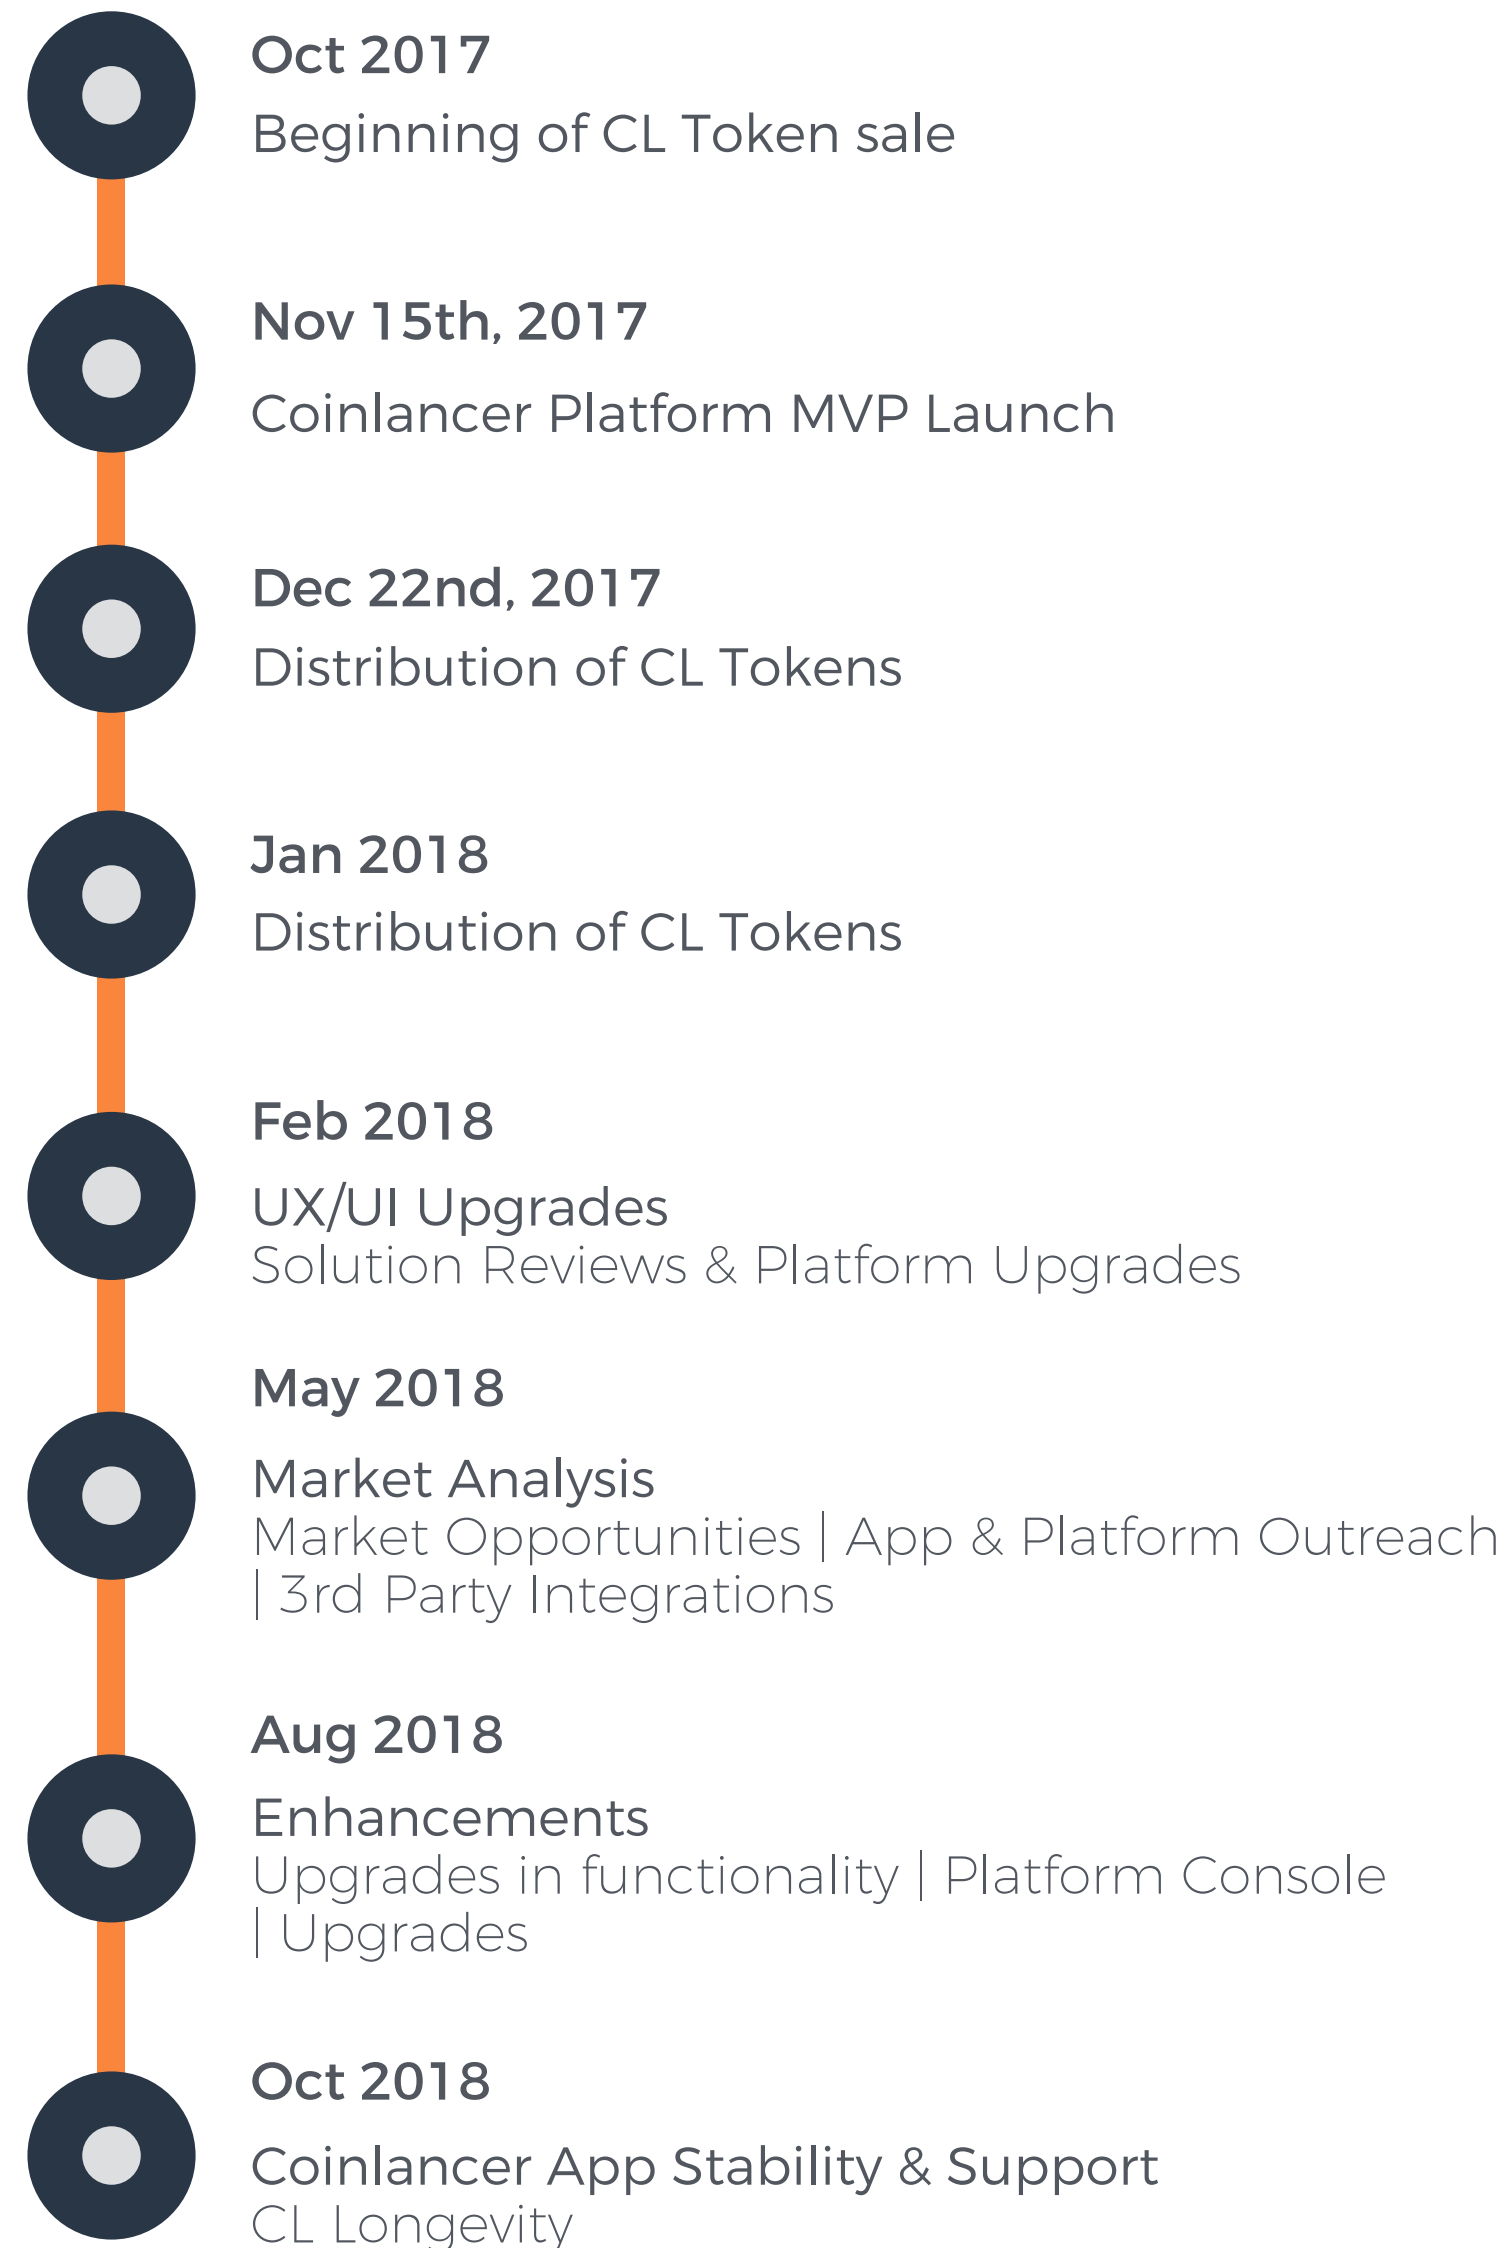 Oct 2017
Beginning of CL Token sale
Nov 15th, 2017
Coinlancer Platform MVP Launch
Dec 22nd, 2017
Distribution of CL Tokens
Jan 2018
Distribution of CL Tokens
Feb 2018
UX/UI Upgrades
Solution Reviews & Platform Upgrades
May 2018
Market Analysis
Market Opportunities | App & Platform Outreach
| 3rd Party Integrations
Aug 2018
Enhancements
Upgrades in functionality | Platform Console
| Upgrades
Oct 2018
Coinlancer App Stability & Support
CL Longevity